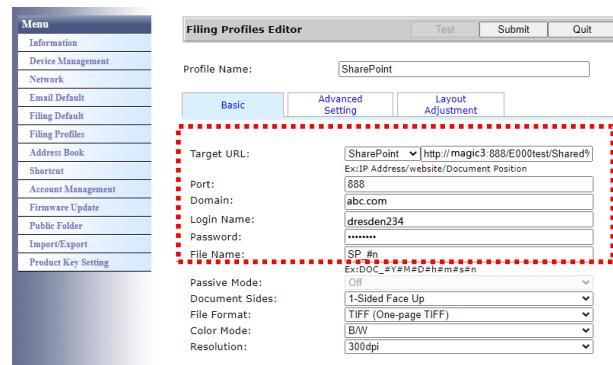 Menu
Information
Device Management
Network
Email Default
Filing Default
Filing Profiles
Address Book
Shortcut
Account Management
Firmware Update
Public Folder
Import/Export
Product Key Setting
Filing Profiles Editor
Test
Submit
Quit
Profile Name: SharePoint
Basic
Advanced Setting
Layout Adjustment
Target URL: SharePoint http://magic3:888/E000test/Shared%
Ex:IP Address/website/Document Position
Port: 888
Domain: abc.com
Login Name: dresden234
Password: ••••••••
File Name: SP_#n
Ex:DOC_#Y#M#D#h#m#s#n
Passive Mode: Off
Document Sides: 1-Sided Face Up
File Format: TIFF (One-page TIFF)
Color Mode: B/W
Resolution: 300dpi